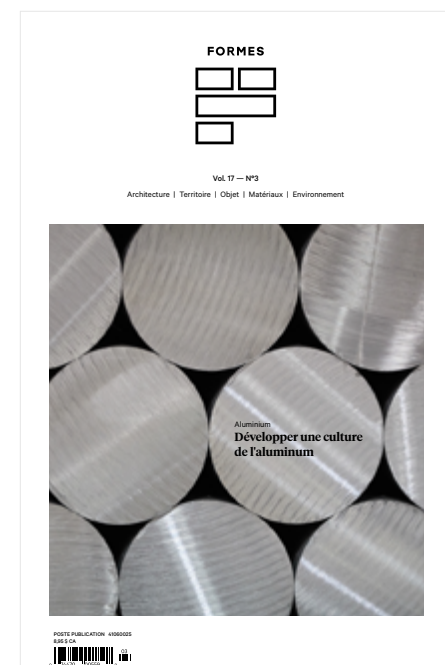 FORMES
Vol. 17 — N°3
Architecture | Territoire | Objet | Matériaux | Environnement
Aluminium
Développer une culture
de l'aluminum
POSTE PUBLICATION 41060025
8,95 $ CA
03